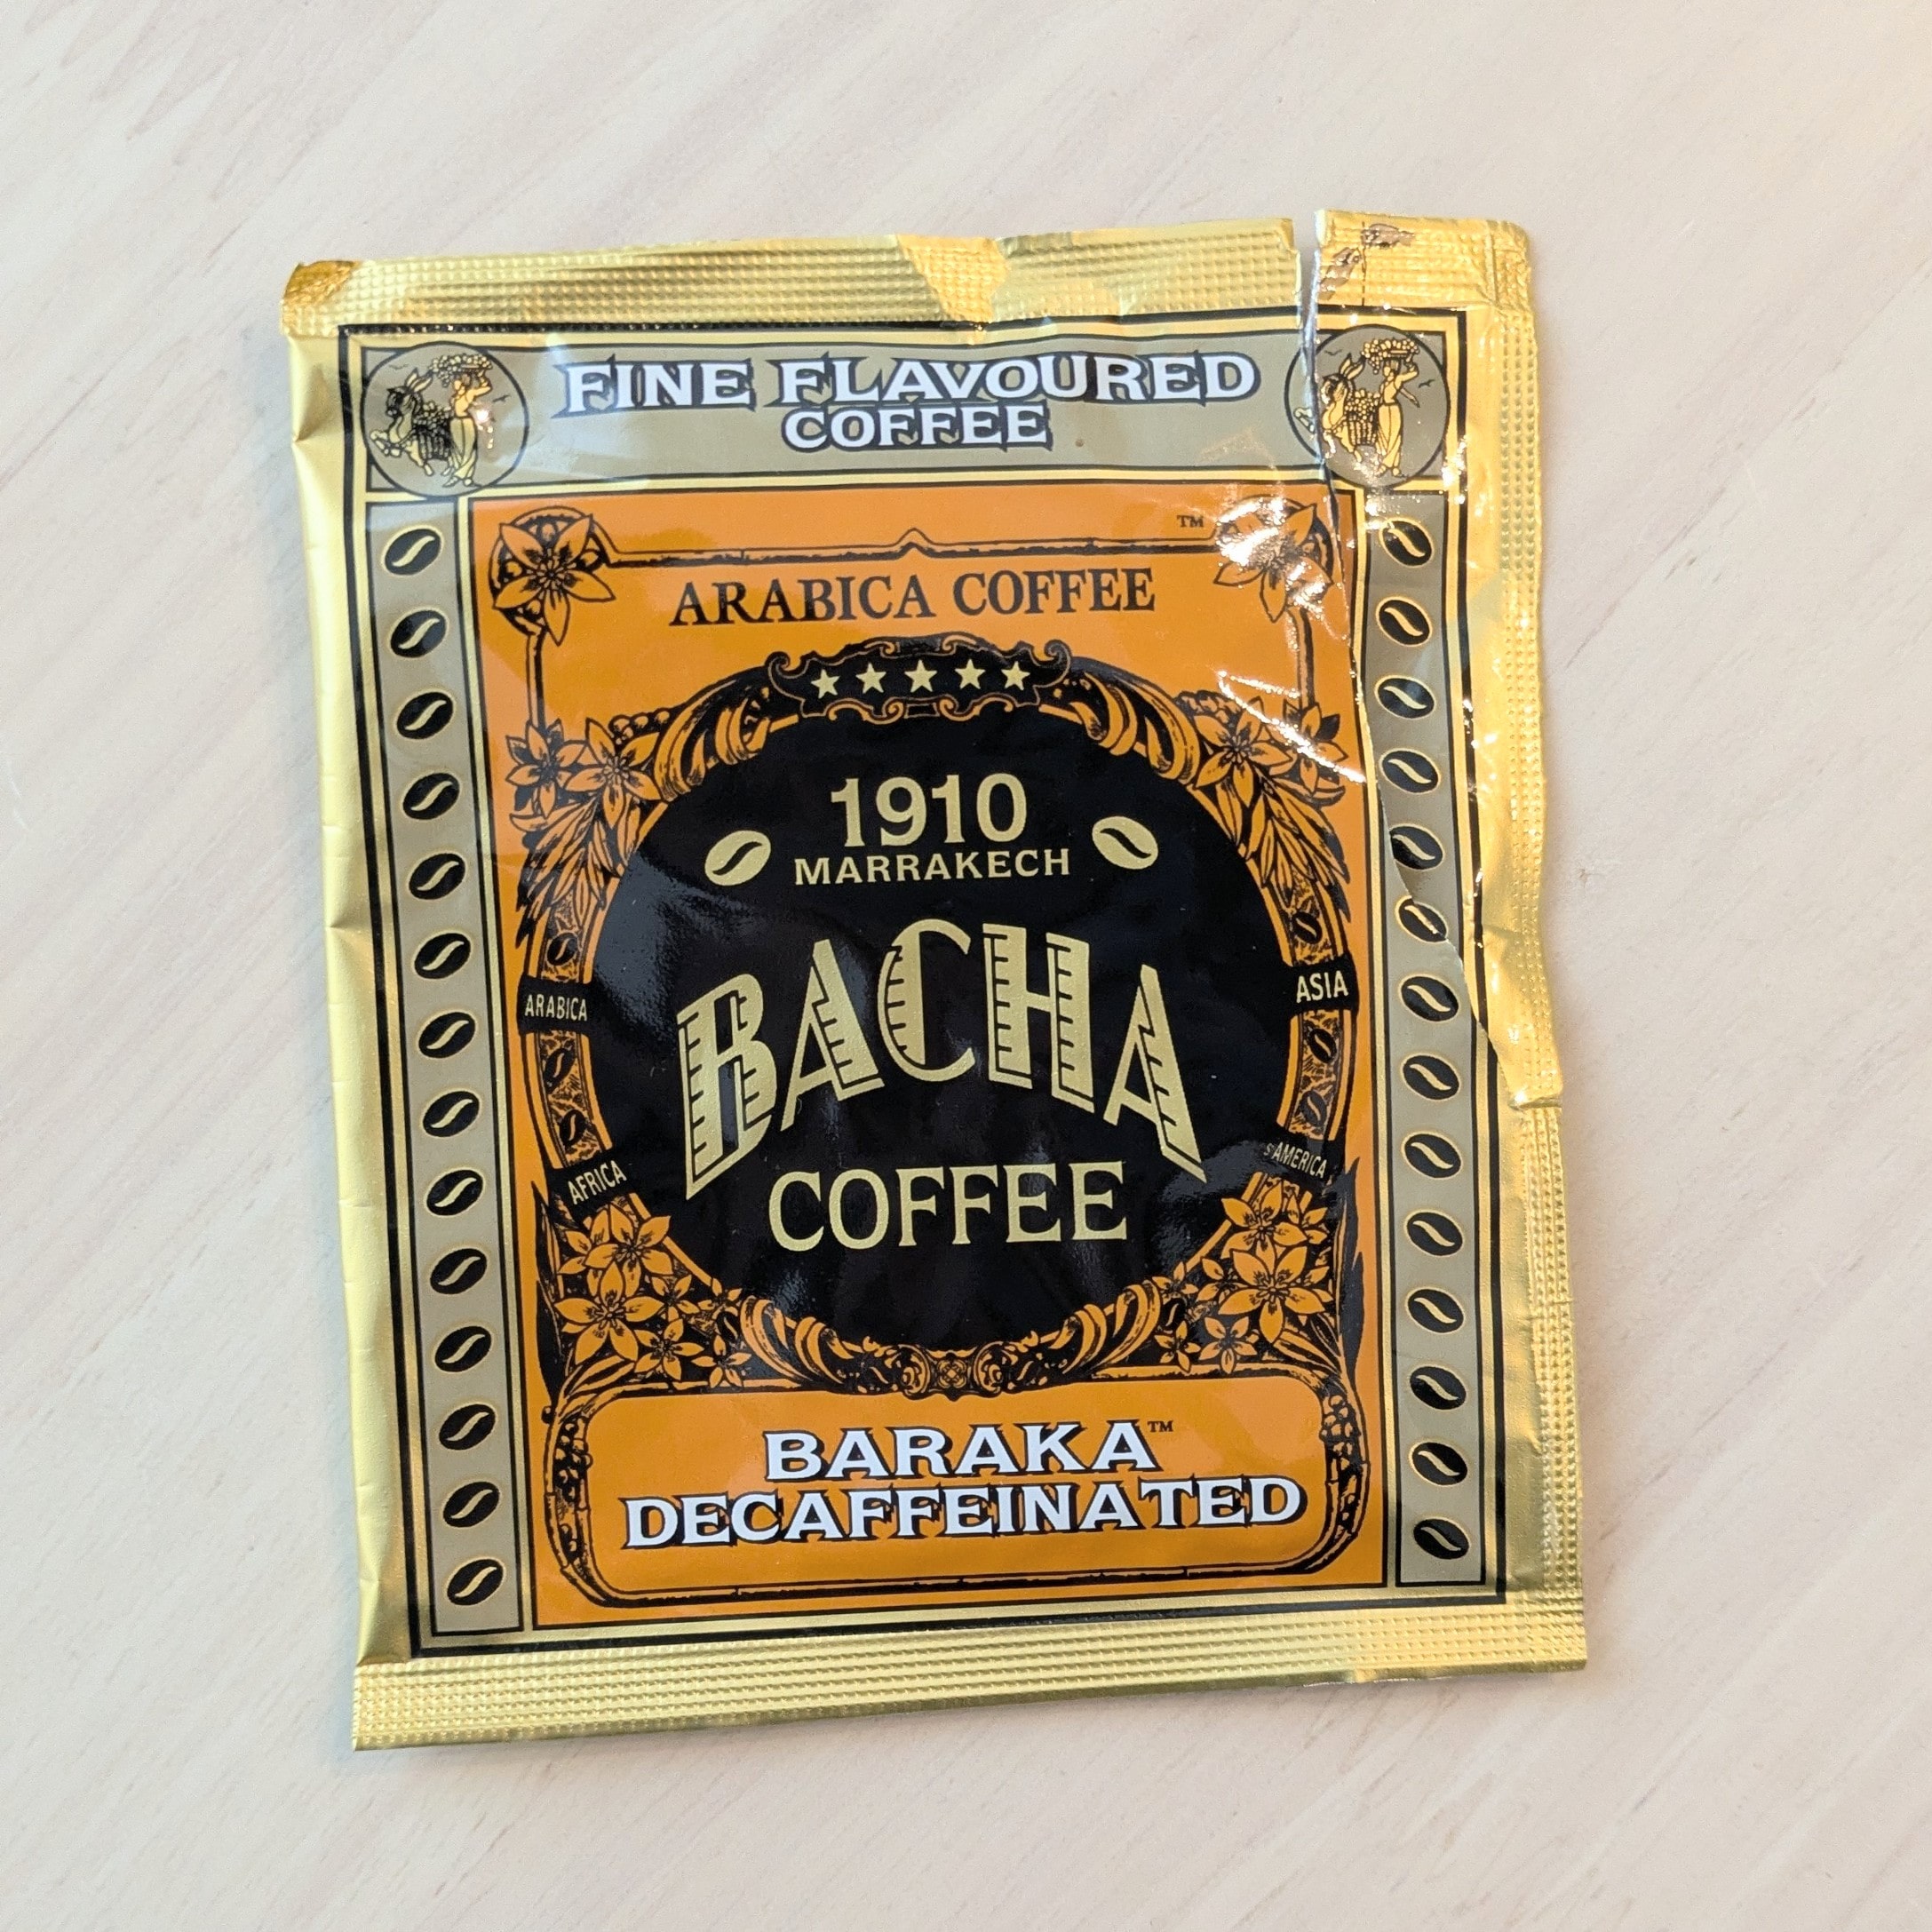 FINE FLAVOURED
COFFEE
™
ARABICA COFFEE
1910
MARRAKECH
BACHA
COFFEE
ARABICA
ASIA
AFRICA
S AMERICA
BARAKA™
DECAFFEINATED